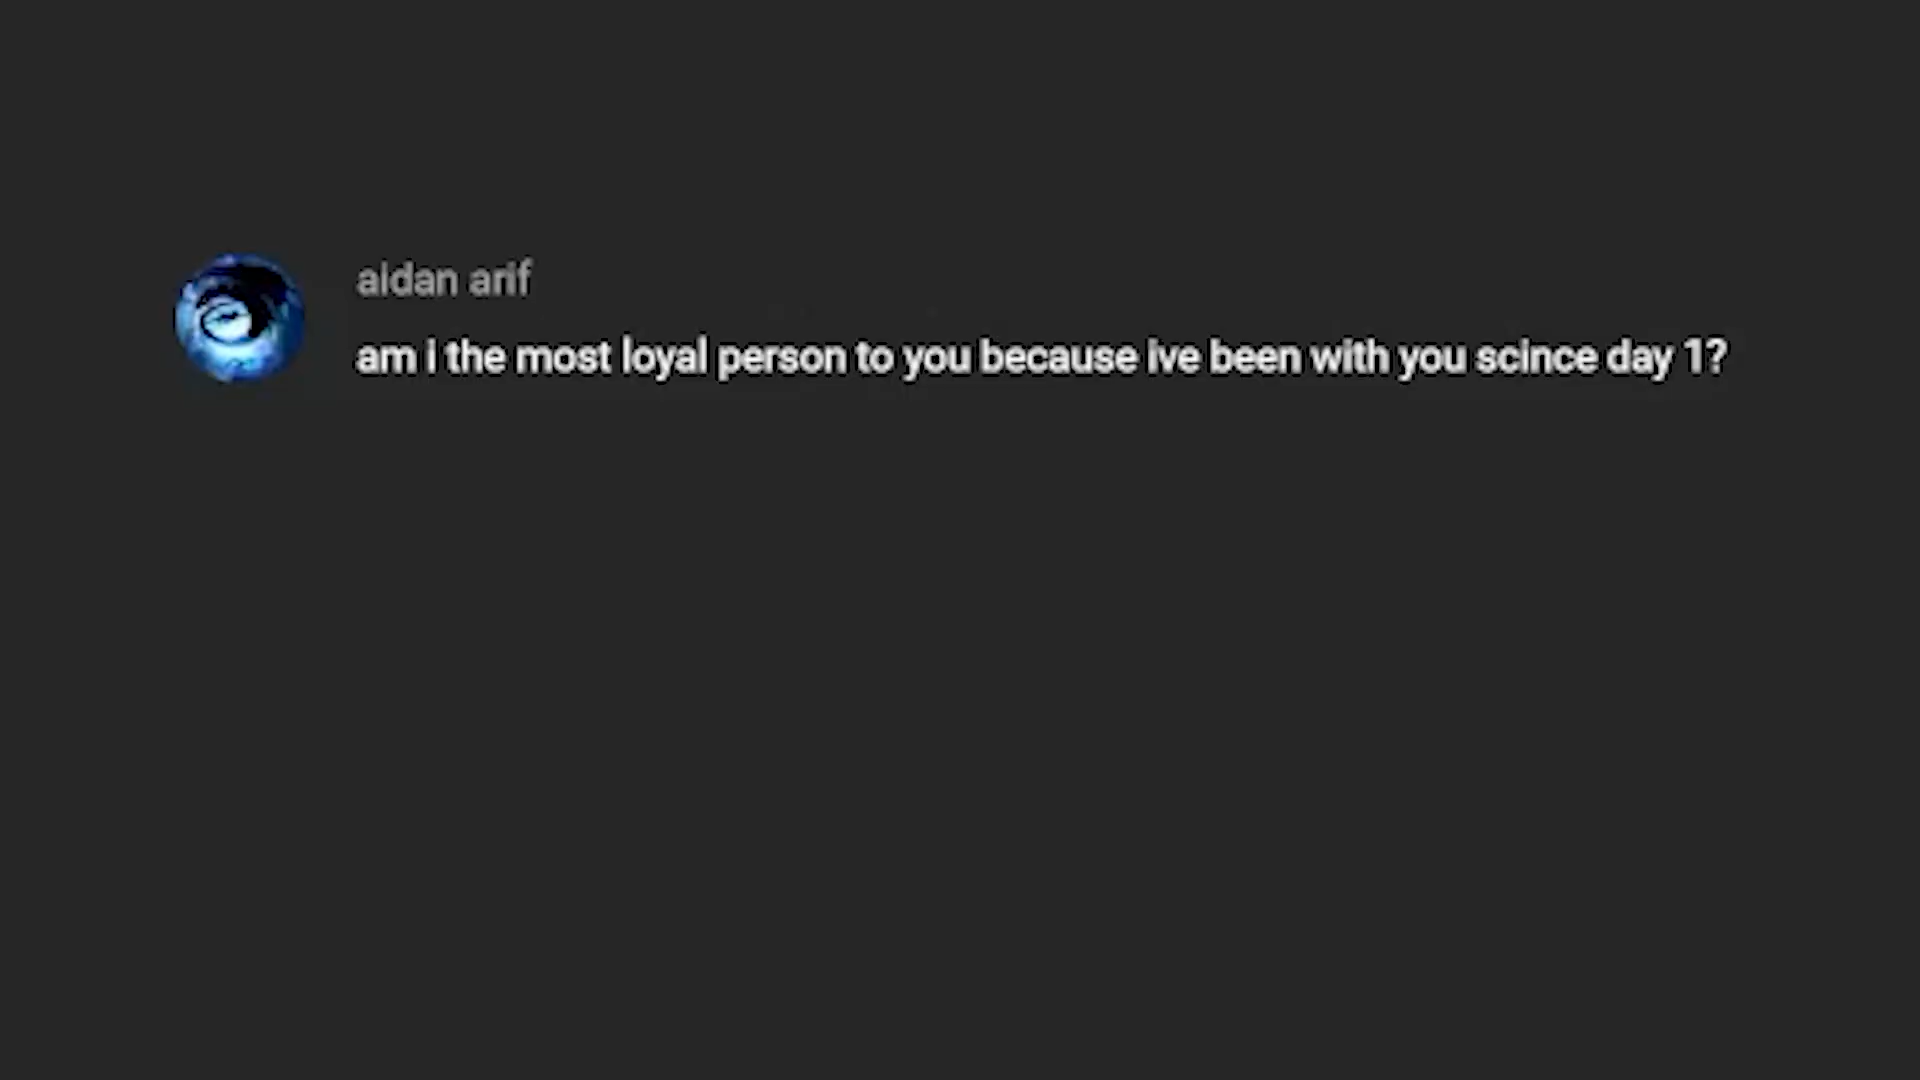 aidan arif
am i the most loyal person to you because ive been with you scince day 1?